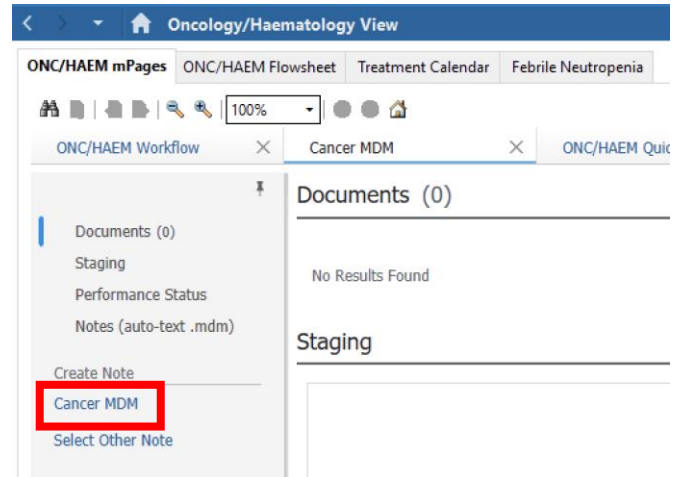 Oncology/Haematology View
ONC/HAEM mPages ONC/HAEM Flowsheet Treatment Calendar Febrile Neutropenia
100%
ONC/HAEM Workflow Cancer MDM ONC/HAEM Quic
Documents (0)
Documents (0)
Staging
No Results Found
Performance Status
Notes (auto-text .mdm)
Staging
Create Note
Cancer MDM
Select Other Note